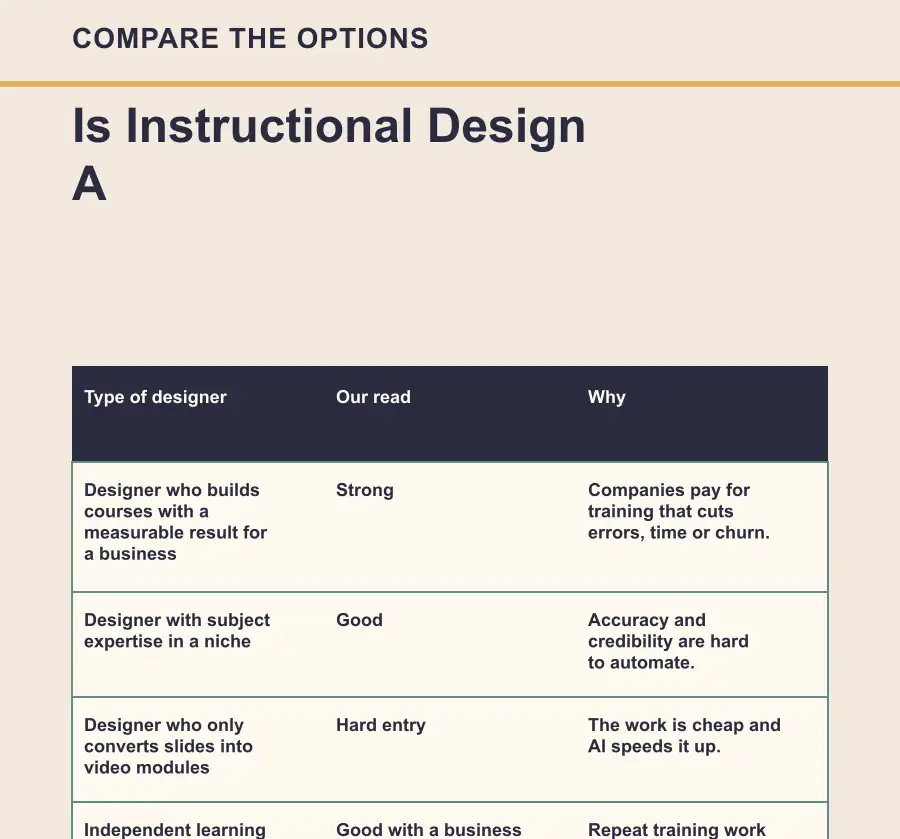 COMPARE THE OPTIONS
Is Instructional Design
A
Type of designer
Our read
Why
Designer who builds
courses with a
measurable result for
a business
Strong
Companies pay for
training that cuts
errors, time or churn.
Designer with subject
expertise in a niche
Good
Accuracy and
credibility are hard
to automate.
Designer who only
converts slides into
video modules
Hard entry
The work is cheap and
AI speeds it up.
Independent learning
Good with a business
Repeat training work